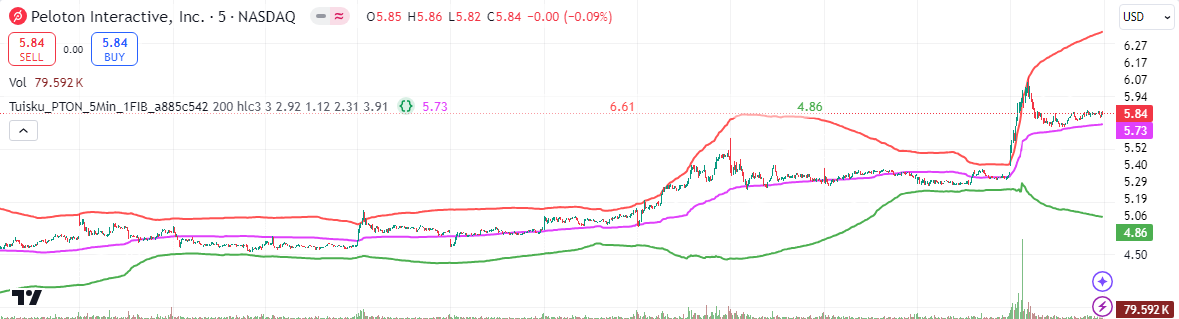 Peloton Interactive, Inc. · 5 · NASDAQ O5.85 H5.86 L5.82 C5.84 −0.00 (−0.09%)
USD
5.84 SELL
0.00
5.84 BUY
Vol 79.592 K
Tuisku_PTON_5Min_1FIB_a885c542 200 hlc3 3 2.92 1.12 2.31 3.91 {} 5.73 6.61 4.86
6.27
6.17
6.07
5.94
5.84
5.73
5.52
5.40
5.29
5.19
5.06
4.86
4.50
79.592 K